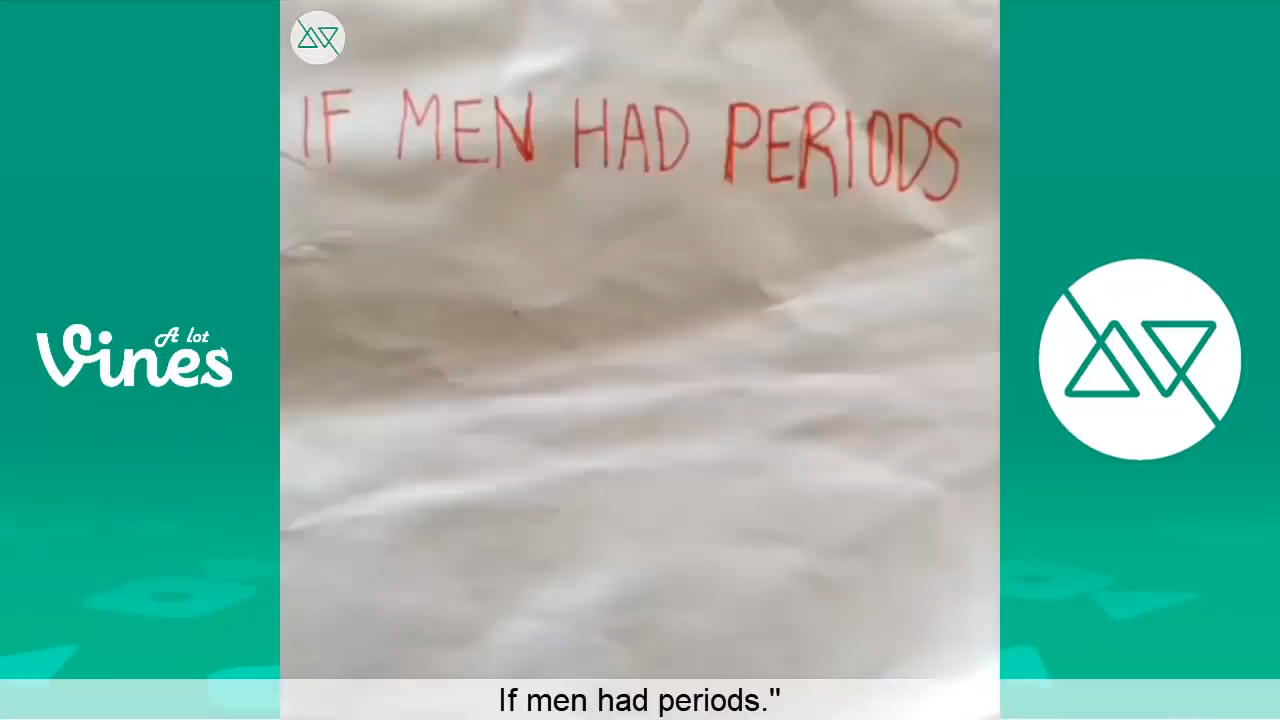 IF MEN HAD PERIODS
A lot
Vines
If men had periods."